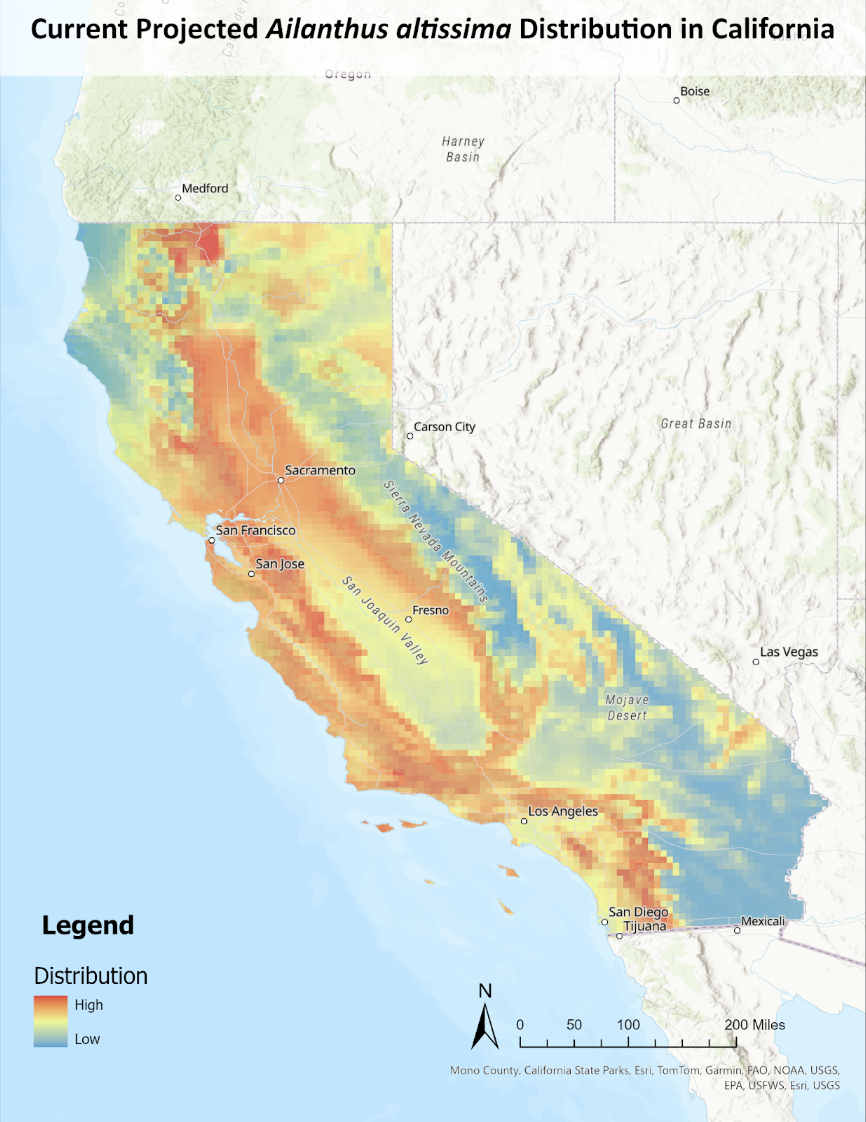 Current Projected Ailanthus altissima Distribution in California
Oregon
Boise
Harney
Basin
Medford
Carson City
Great Basin
Sacramento
Sierra Nevada Mountains
San Francisco
San Jose
San Joaquin Valley
Fresno
Las Vegas
Mojave
Desert
Los Angeles
San Diego
Tijuana
Mexicali
Legend
Distribution
High
Low
N
0 50 100 200 Miles
Mono County, California State Parks, Esri, TomTom, Garmin, FAO, NOAA, USGS,
EPA, USFWS, Esri, USGS